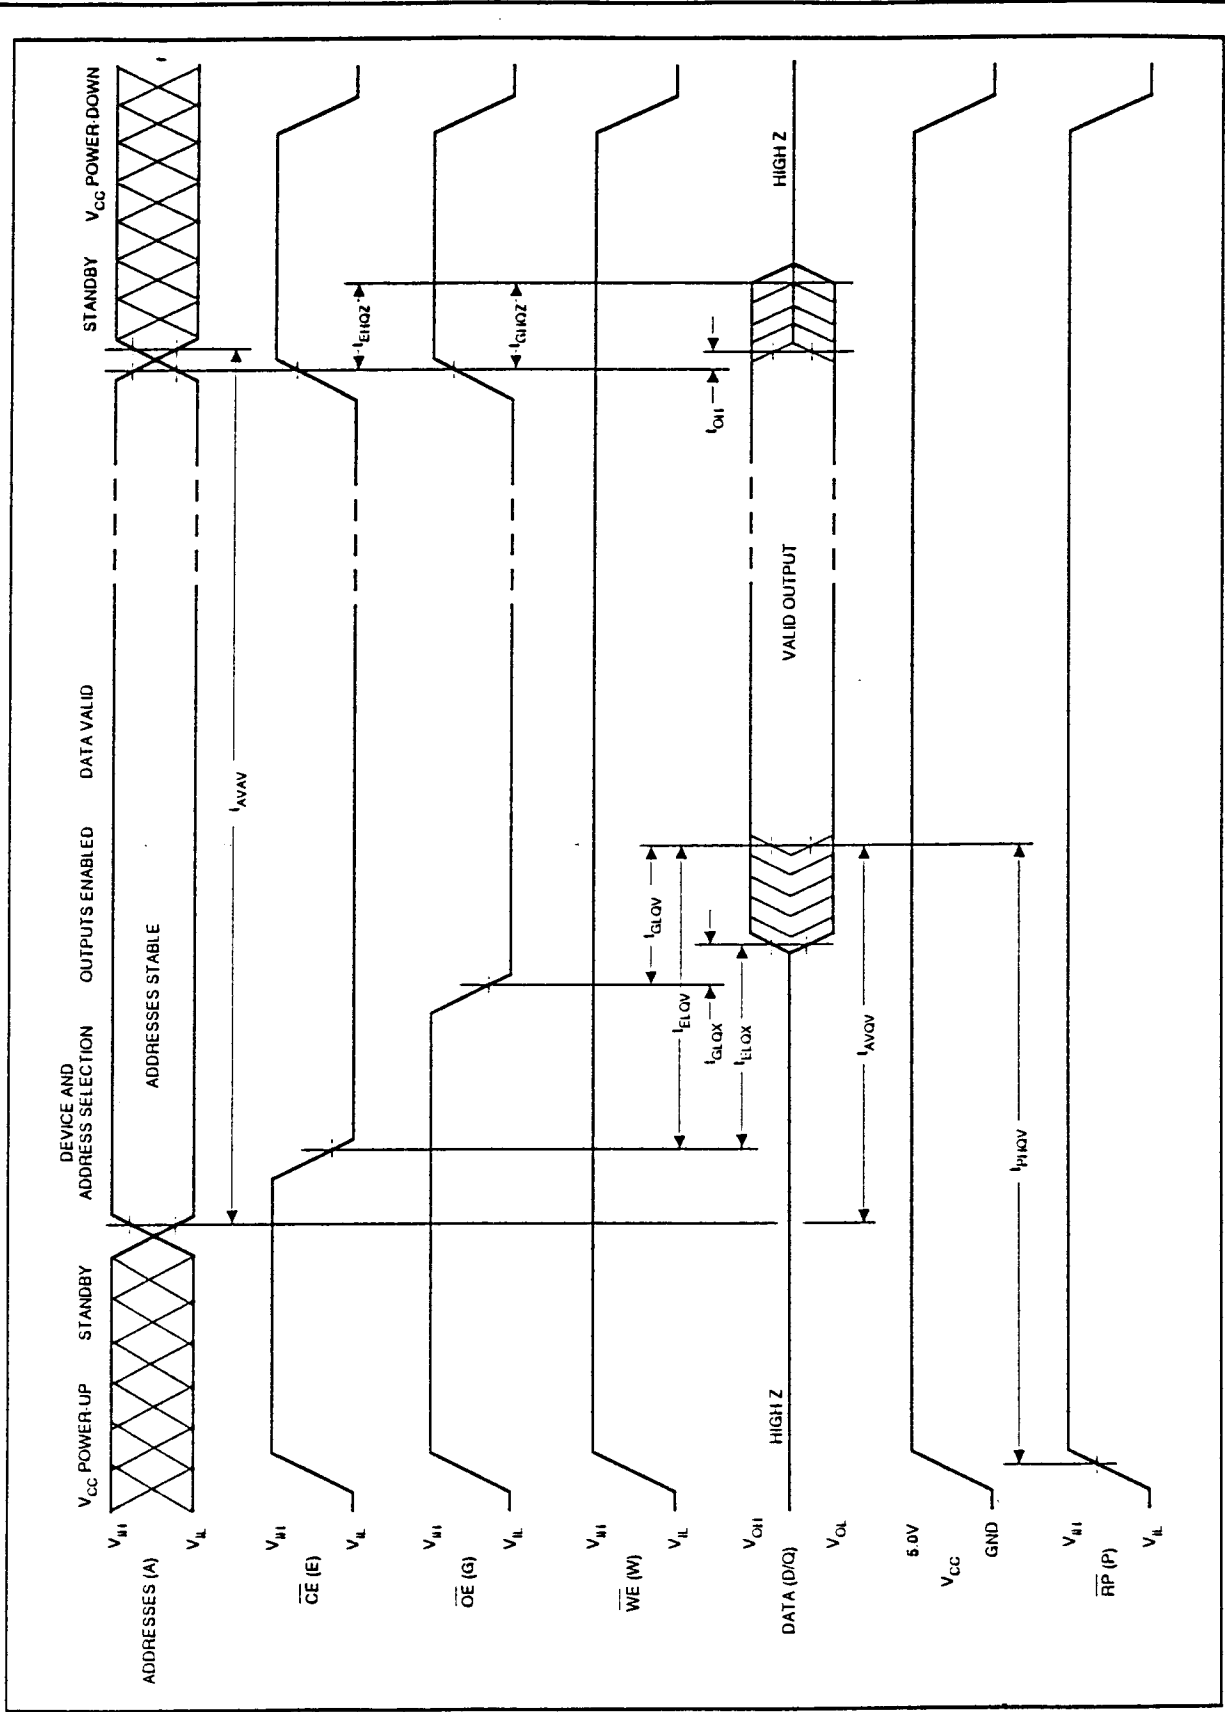 VCC POWER-UP STANDBY DEVICE AND ADDRESS SELECTION OUTPUTS ENABLED DATA VALID STANDBY VCC POWER-DOWN
ADDRESSES (A)
VIH
VIL
ADDRESSES STABLE
tAVAV
CE (E)
VIH
VIL
tEHQZ
OE (G)
VIH
VIL
tGHQZ
WE (W)
VIH
VIL
tGLQV
tELQV
tGLQX
tELQX
tOH
DATA (D/Q)
VOH
VOL
HIGH Z
VALID OUTPUT
HIGH Z
tAVQV
VCC
5.0V
GND
tPHQV
RP (P)
VIH
VIL